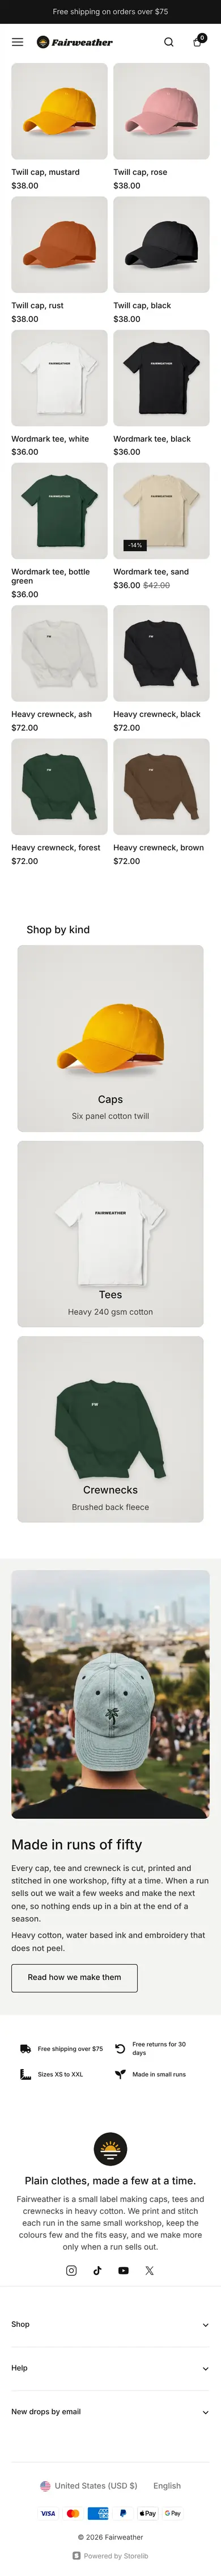 Free shipping on orders over $75
Fairweather
0
Twill cap, mustard
$38.00
Twill cap, rose
$38.00
Twill cap, rust
$38.00
Twill cap, black
$38.00
FAIRWEATHER
Wordmark tee, white
$36.00
FAIRWEATHER
Wordmark tee, black
$36.00
FAIRWEATHER
Wordmark tee, bottle
green
$36.00
FAIRWEATHER
-14%
Wordmark tee, sand
$36.00 $42.00
FW
Heavy crewneck, ash
$72.00
FW
Heavy crewneck, black
$72.00
FW
Heavy crewneck, forest
$72.00
FW
Heavy crewneck, brown
$72.00
Shop by kind
Caps
Six panel cotton twill
FAIRWEATHER
Tees
Heavy 240 gsm cotton
FW
Crewnecks
Brushed back fleece
Made in runs of fifty
Every cap, tee and crewneck is cut, printed and
stitched in one workshop, fifty at a time. When a run
sells out we wait a few weeks and make the next
one, so nothing ends up in a bin at the end of a
season.
Heavy cotton, water based ink and embroidery that
does not peel.
Read how we make them
Free shipping over $75
Free returns for 30
days
Sizes XS to XXL
Made in small runs
Plain clothes, made a few at a time.
Fairweather is a small label making caps, tees and
crewnecks in heavy cotton. We print and stitch
each run in the same small workshop, keep the
colours few and the fits easy, and we make more
only when a run sells out.
Shop
Help
New drops by email
United States (USD $)
English
VISA
AMEX
Pay
G Pay
© 2026 Fairweather
Powered by Storelib